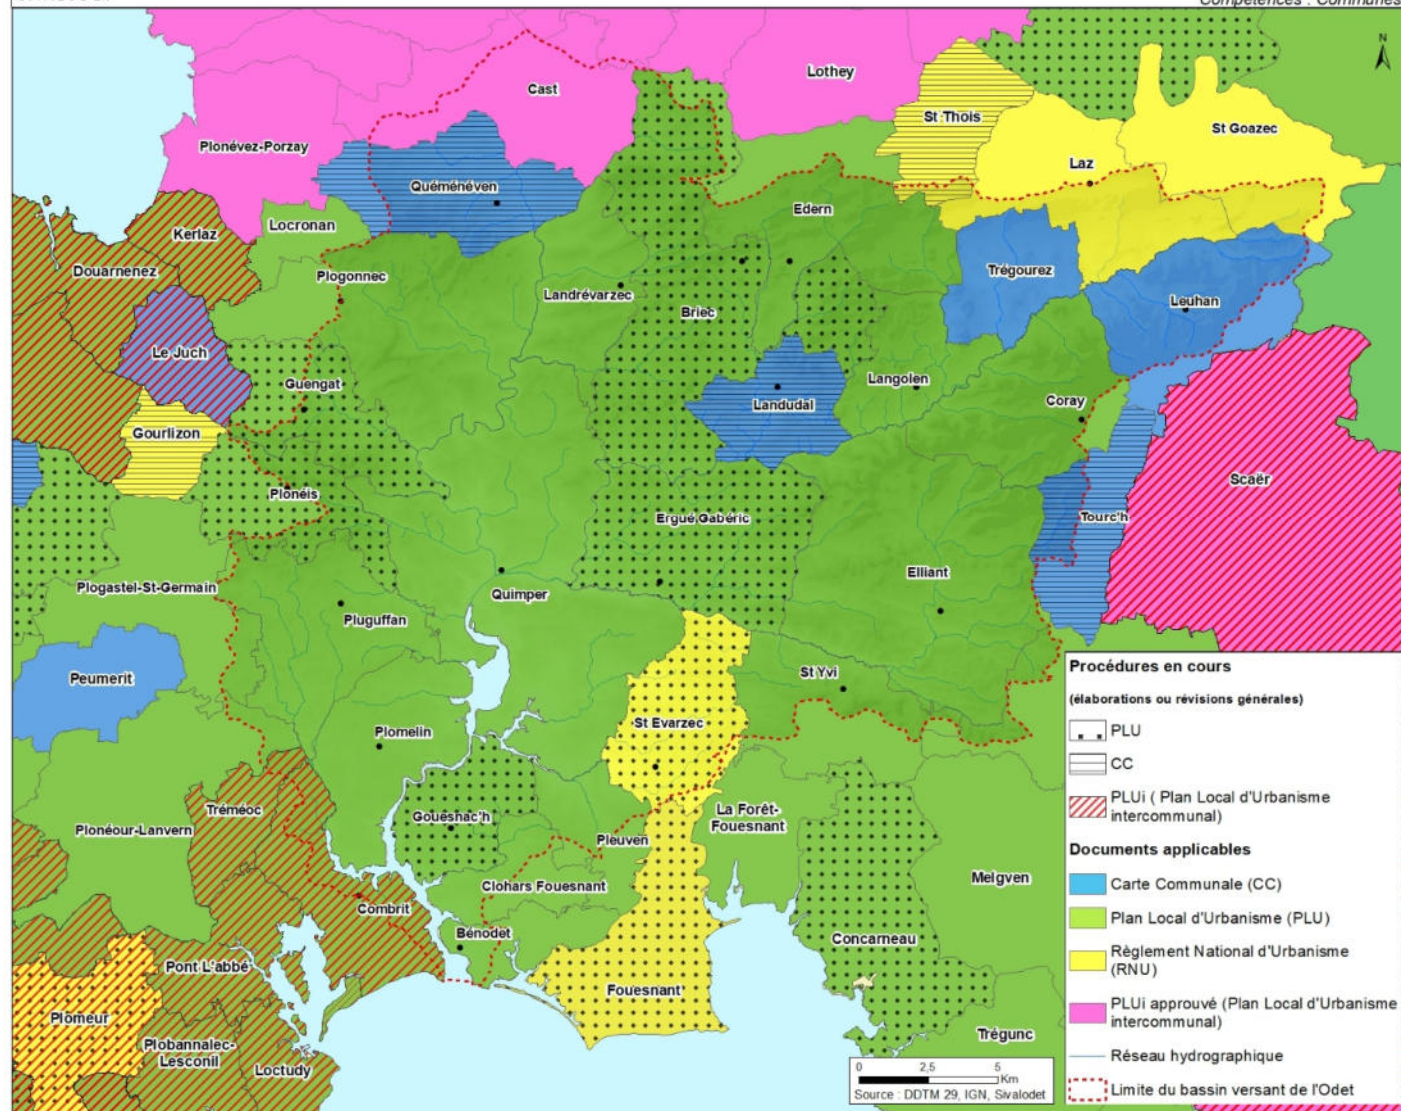 Compétences : Communes
N
Cast
Lothey
St Thois
St Goazec
Plonévez-Porzay
Laz
Quéménéven
Edern
Locronan
Kerlaz
Douarnenez
Plogonnec
Trégourez
Landrévarzec
Leuhan
Briec
Le Juch
Guengat
Langolen
Landudal
Coray
Gourlizon
Scaër
Plonéis
Ergué Gabéric
Tourc'h
Elliant
Plogastel-St-Germain
Quimper
Pluguffan
Peumerit
St Yvi
St Evarzec
Plomelin
Tréméoc
La Forêt-
Fouesnant
Gouesnac'h
Plonéour-Lanvern
Pleuven
Melgven
Clohars Fouesnant
Combrit
Bénodet
Concarneau
Pont L'abbé
Fouesnant
Plomeur
Trégunc
Plobannalec-
Lesconil
Loctudy
Procédures en cours
(élaborations ou révisions générales)
PLU
CC
PLUi ( Plan Local d'Urbanisme
intercommunal)
Documents applicables
Carte Communale (CC)
Plan Local d'Urbanisme (PLU)
Règlement National d'Urbanisme
(RNU)
PLUi approuvé (Plan Local d'Urbanisme
intercommunal)
Réseau hydrographique
Limite du bassin versant de l'Odet
0 2,5 5
Km
Source : DDTM 29, IGN, Sivalodet